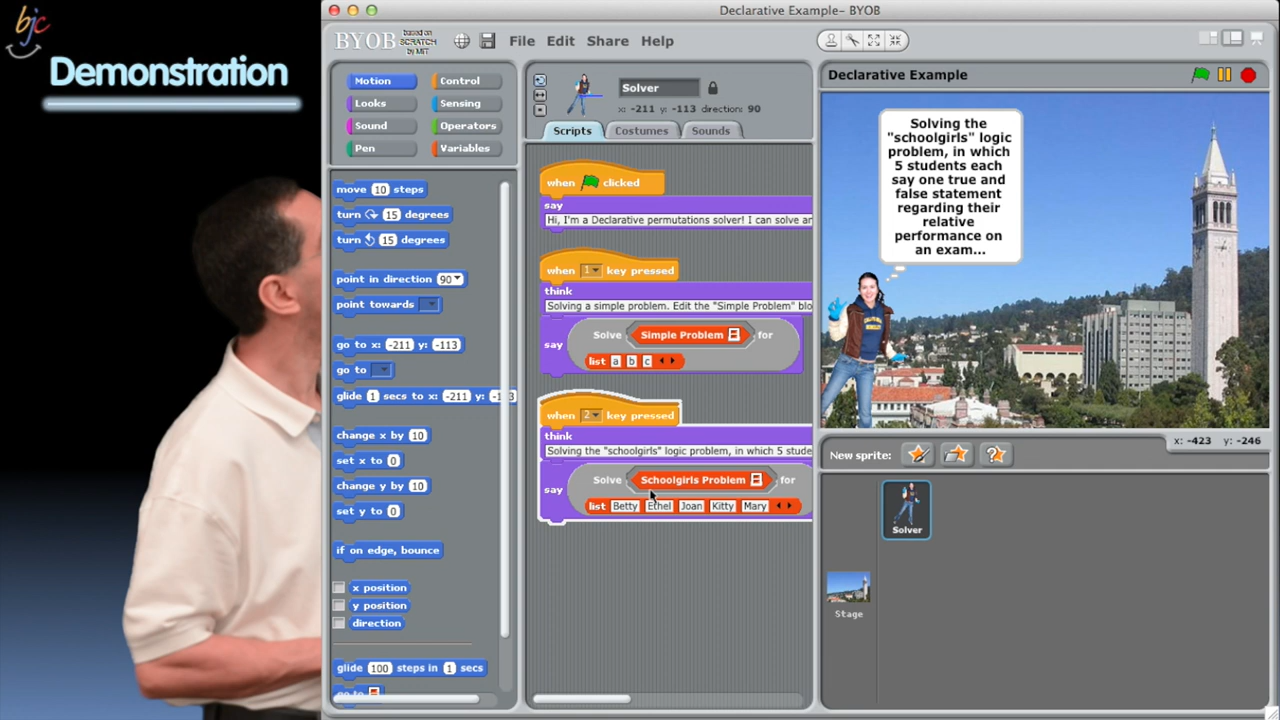 bjc
Demonstration
Declarative Example- BYOB
BYOB
based on
SCRATCH
by MIT
File Edit Share Help
Motion
Control
Looks
Sensing
Sound
Operators
Pen
Variables
move 10 steps
turn 15 degrees
turn 15 degrees
point in direction 90
point towards
go to x: -211 y: -113
go to
glide 1 secs to x: -211 y:
change x by 10
set x to 0
change y by 10
set y to 0
if on edge, bounce
x position
y position
direction
glide 100 steps in 1 secs
Solver
x: -211 y: -113 direction: 90
Scripts Costumes Sounds
when clicked
say
Hi, I'm a Declarative permutations solver! I can solve
when 1 key pressed
think
Solving a simple problem. Edit the "Simple Problem"
Solve Simple Problem for
say
list a b c
when 2 key pressed
think
Solving the "schoolgirls" logic problem, in which 5
Solve Schoolgirls Problem for
say
list Betty Ethel Joan Kitty Mary
Declarative Example
Solving the
"schoolgirls" logic
problem, in which
5 students each
say one true and
false statement
regarding their
relative
performance on
an exam...
x: -423 y: -246
New sprite:
Solver
Stage